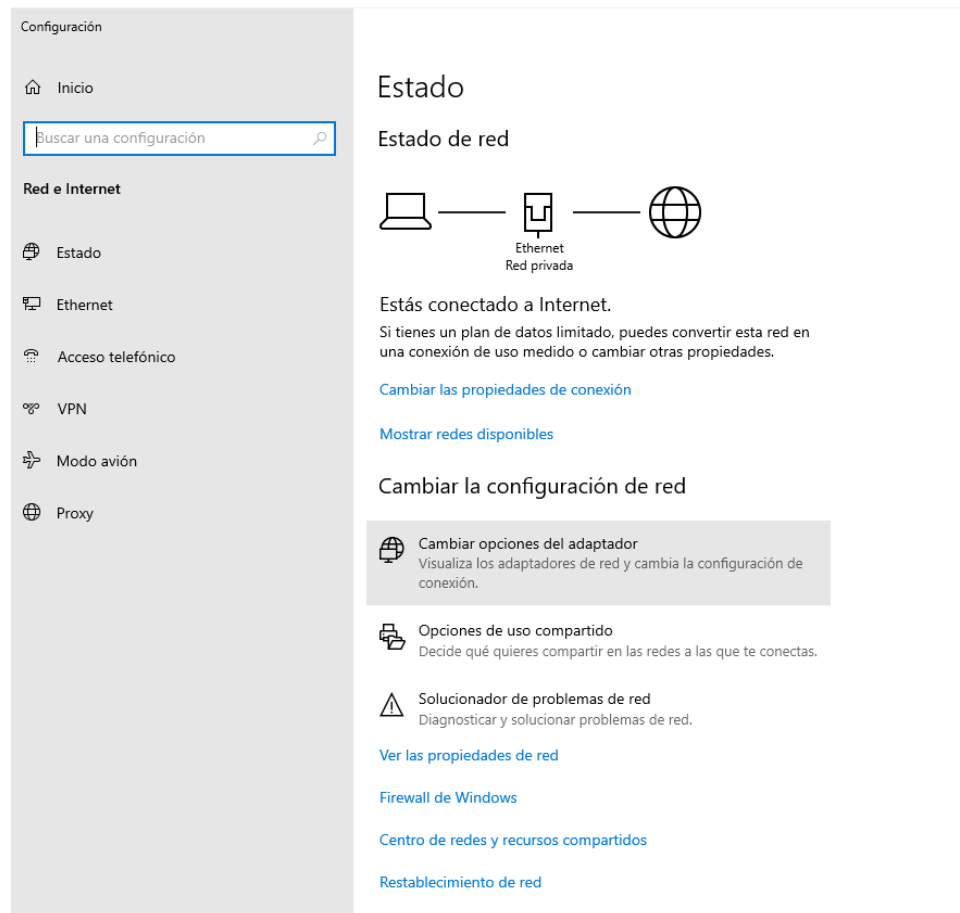 Configuración
Inicio
Buscar una configuración
Red e Internet
Estado
Ethernet
Acceso telefónico
VPN
Modo avión
Proxy
Estado
Estado de red
Ethernet
Red privada
Estás conectado a Internet.
Si tienes un plan de datos limitado, puedes convertir esta red en
una conexión de uso medido o cambiar otras propiedades.
Cambiar las propiedades de conexión
Mostrar redes disponibles
Cambiar la configuración de red
Cambiar opciones del adaptador
Visualiza los adaptadores de red y cambia la configuración de
conexión.
Opciones de uso compartido
Decide qué quieres compartir en las redes a las que te conectas.
Solucionador de problemas de red
Diagnosticar y solucionar problemas de red.
Ver las propiedades de red
Firewall de Windows
Centro de redes y recursos compartidos
Restablecimiento de red